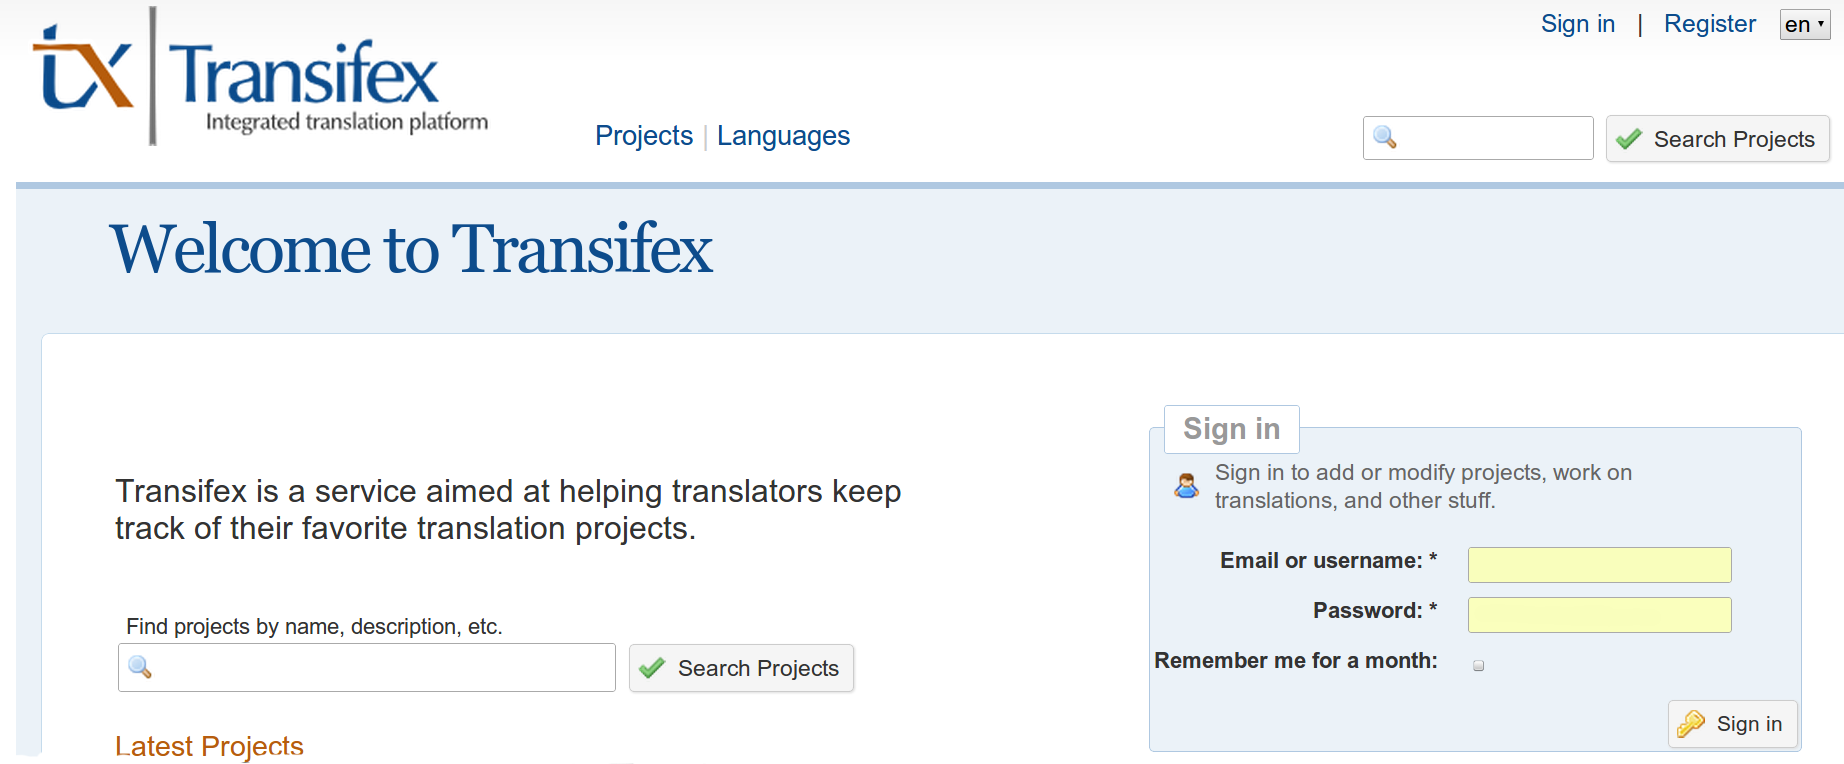 Sign in | Register en
tx Transifex
Integrated translation platform
Projects | Languages
Search Projects
Welcome to Transifex
Sign in
Sign in to add or modify projects, work on
translations, and other stuff.
Transifex is a service aimed at helping translators keep
track of their favorite translation projects.
Email or username: *
Password: *
Remember me for a month:
Sign in
Find projects by name, description, etc.
Search Projects
Latest Projects